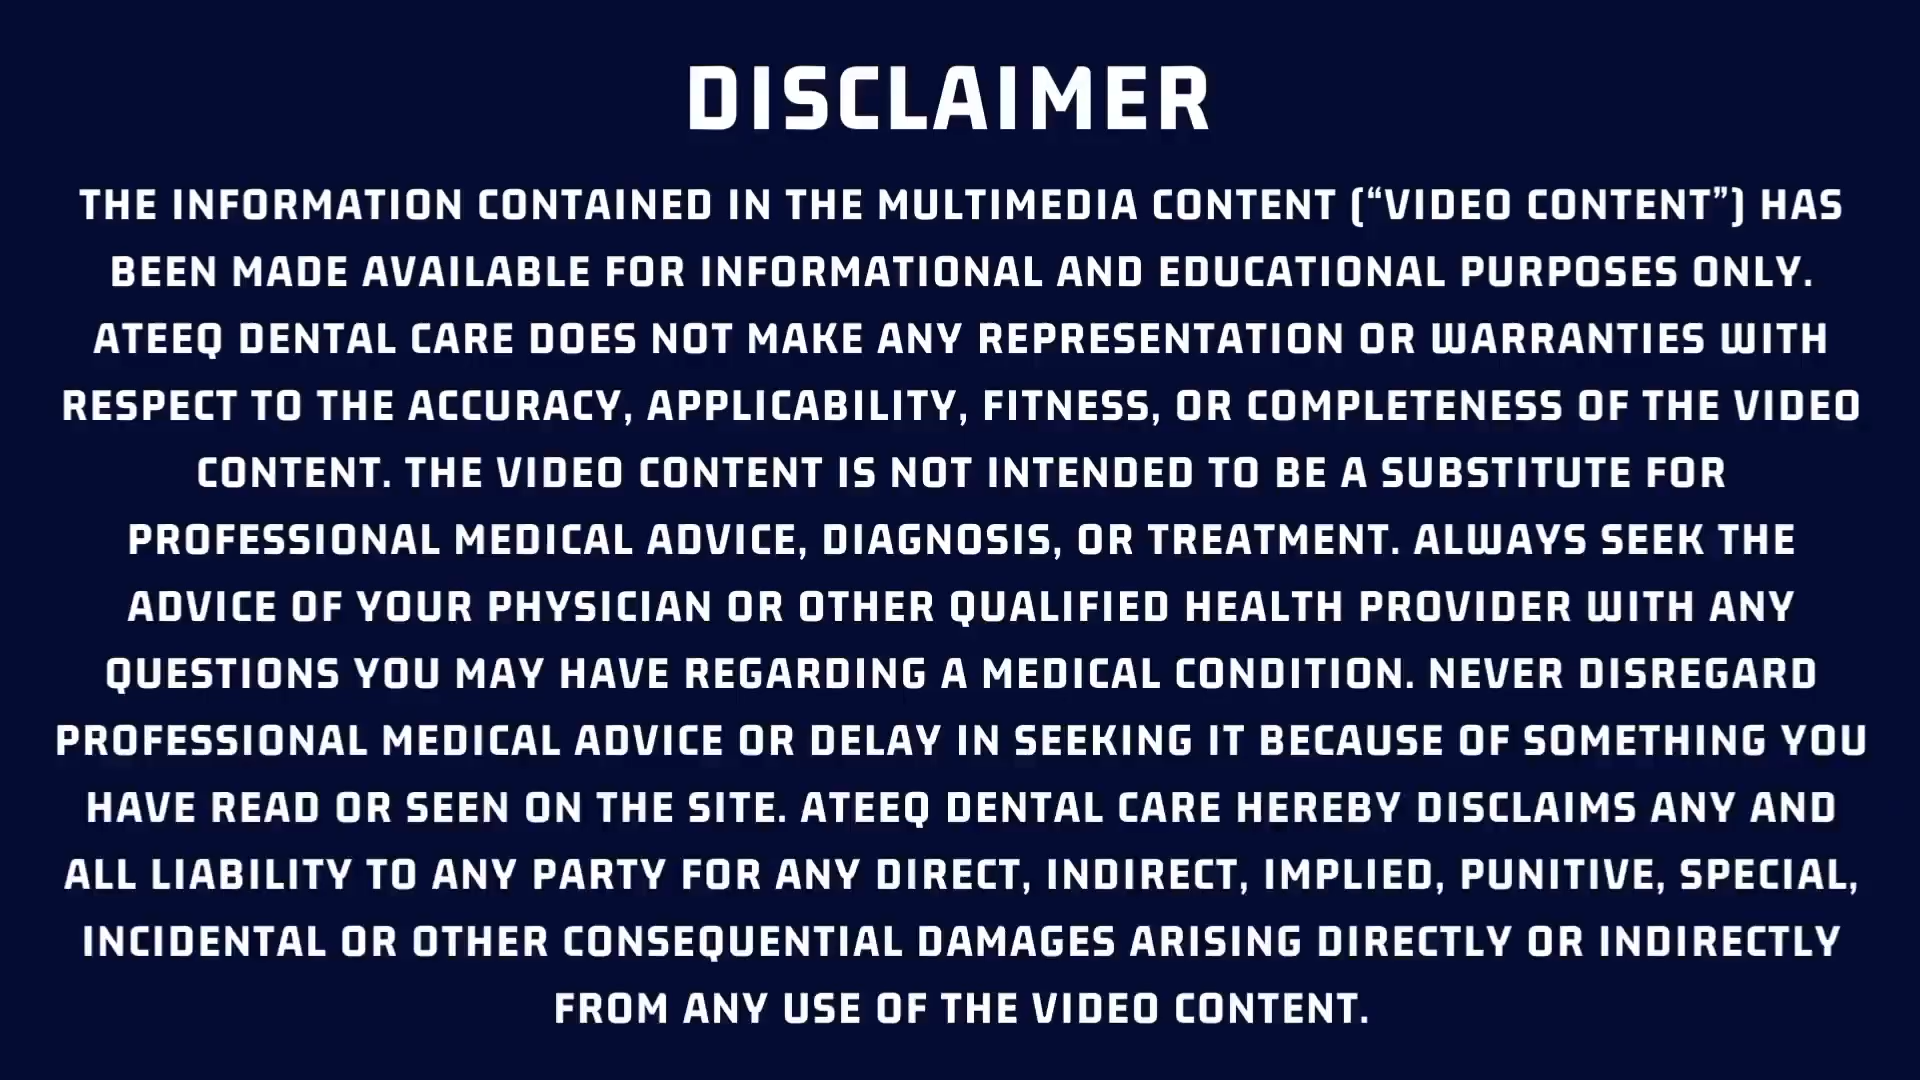 DISCLAIMER
THE INFORMATION CONTAINED IN THE MULTIMEDIA CONTENT (“VIDEO CONTENT”) HAS
BEEN MADE AVAILABLE FOR INFORMATIONAL AND EDUCATIONAL PURPOSES ONLY.
ATEEQ DENTAL CARE DOES NOT MAKE ANY REPRESENTATION OR WARRANTIES WITH
RESPECT TO THE ACCURACY, APPLICABILITY, FITNESS, OR COMPLETENESS OF THE VIDEO
CONTENT. THE VIDEO CONTENT IS NOT INTENDED TO BE A SUBSTITUTE FOR
PROFESSIONAL MEDICAL ADVICE, DIAGNOSIS, OR TREATMENT. ALWAYS SEEK THE
ADVICE OF YOUR PHYSICIAN OR OTHER QUALIFIED HEALTH PROVIDER WITH ANY
QUESTIONS YOU MAY HAVE REGARDING A MEDICAL CONDITION. NEVER DISREGARD
PROFESSIONAL MEDICAL ADVICE OR DELAY IN SEEKING IT BECAUSE OF SOMETHING YOU
HAVE READ OR SEEN ON THE SITE. ATEEQ DENTAL CARE HEREBY DISCLAIMS ANY AND
ALL LIABILITY TO ANY PARTY FOR ANY DIRECT, INDIRECT, IMPLIED, PUNITIVE, SPECIAL,
INCIDENTAL OR OTHER CONSEQUENTIAL DAMAGES ARISING DIRECTLY OR INDIRECTLY
FROM ANY USE OF THE VIDEO CONTENT.